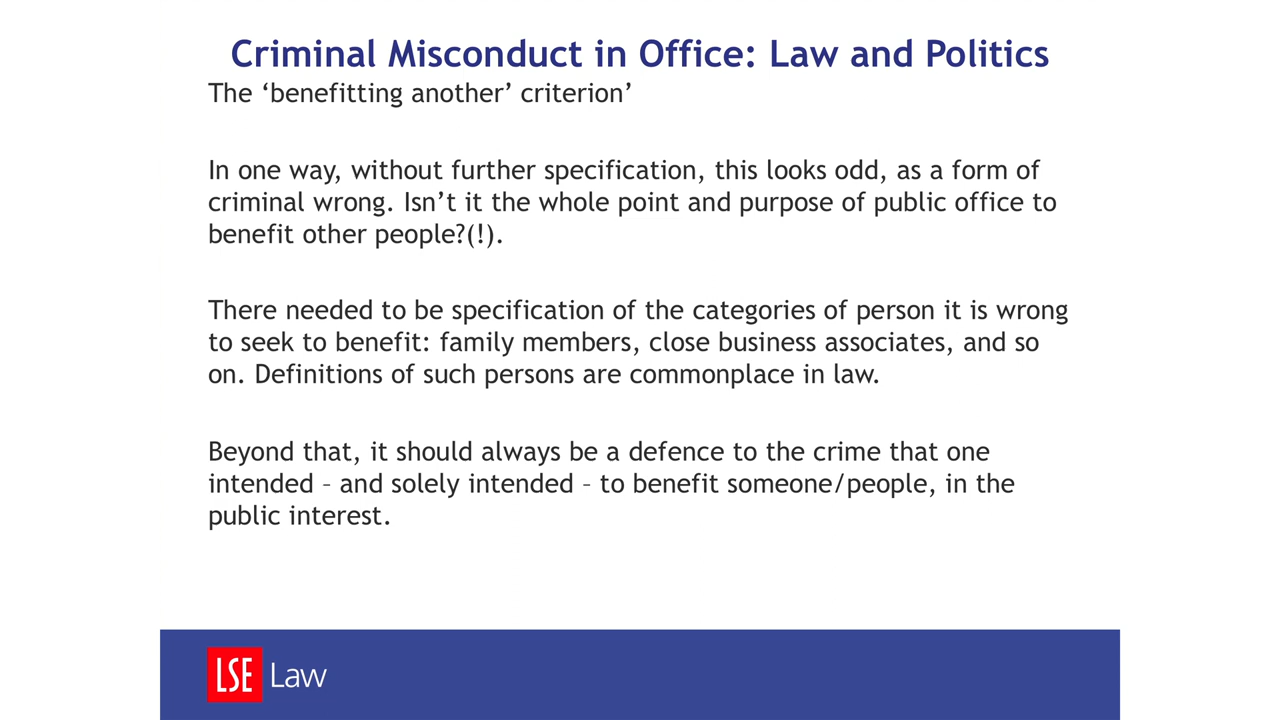 Criminal Misconduct in Office: Law and Politics
The ‘benefitting another’ criterion’
In one way, without further specification, this looks odd, as a form of
criminal wrong. Isn’t it the whole point and purpose of public office to
benefit other people?(!).
There needed to be specification of the categories of person it is wrong
to seek to benefit: family members, close business associates, and so
on. Definitions of such persons are commonplace in law.
Beyond that, it should always be a defence to the crime that one
intended – and solely intended – to benefit someone/people, in the
public interest.
LSE Law